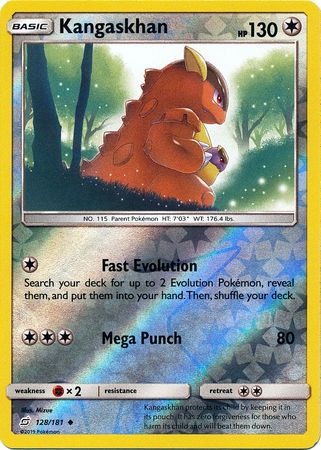 BASIC
Kangaskhan HP 130
NO. 115 Parent Pokémon HT: 7'03" WT: 176.4 lbs.
Fast Evolution
Search your deck for up to 2 Evolution Pokémon, reveal
them, and put them into your hand. Then, shuffle your deck.
Mega Punch 80
weakness × 2 resistance retreat
Illus. Mizue
128/181
©2019 Pokémon
Kangaskhan protects its child by keeping it
in its pouch. It has zero forgiveness for those who
harm its child and will beat them down.